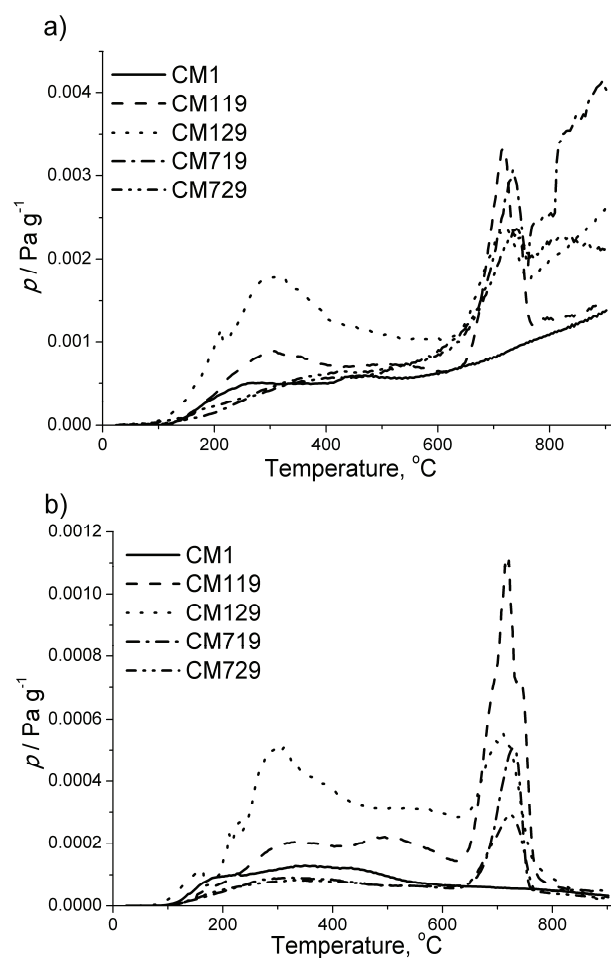 a)
CM1
CM119
CM129
CM719
CM729
0.004
0.003
0.002
0.001
0.000
p / Pa g⁻¹
200 400 600 800
Temperature, °C
b)
0.0012
0.0010
0.0008
0.0006
0.0004
0.0002
0.0000
CM1
CM119
CM129
CM719
CM729
p / Pa g⁻¹
0 200 400 600 800
Temperature, °C